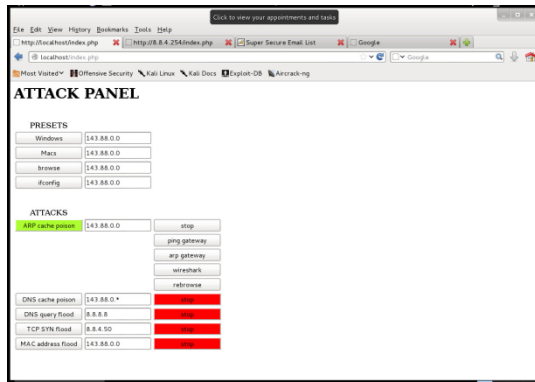 Click to view your appointments and tasks
File Edit View History Bookmarks Tools Help
http://localhost/index.php http://8.8.4.254/index.php Super Secure Email List Google
localhost/index.php Google
Most Visited Offensive Security Kali Linux Kali Docs Exploit-DB Aircrack-ng
ATTACK PANEL
PRESETS
Windows 143.88.0.0
Macs 143.88.0.0
browse 143.88.0.0
ifconfig 143.88.0.0
ATTACKS
ARP cache poison 143.88.0.0 stop
ping gateway
arp gateway
wireshark
rebrowse
DNS cache poison 143.88.0.* stop
DNS query flood 8.8.8.8 stop
TCP SYN flood 8.8.4.50 stop
MAC address flood 143.88.0.0 stop